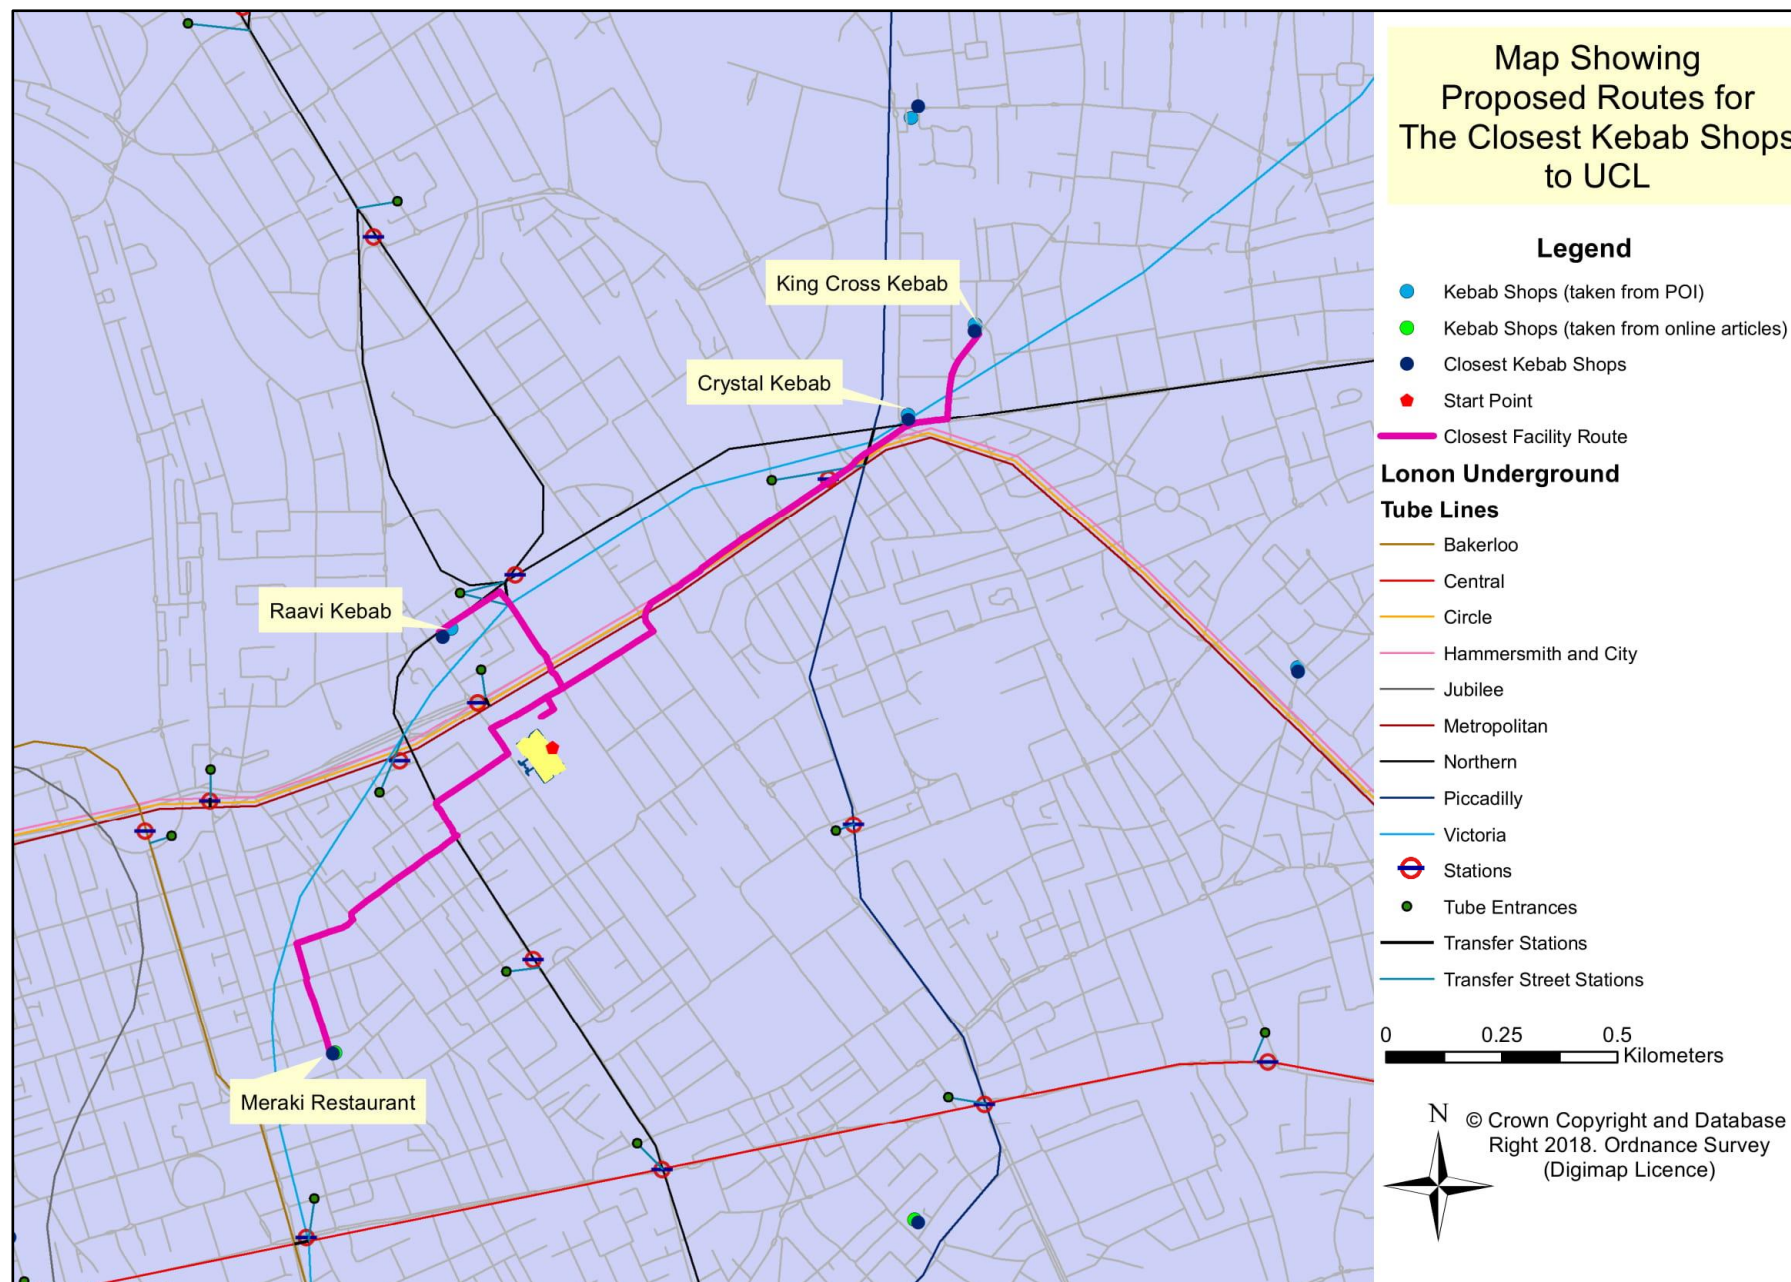 Map Showing
Proposed Routes for
The Closest Kebab Shops
to UCL
Legend
Kebab Shops (taken from POI)
Kebab Shops (taken from online articles)
Closest Kebab Shops
Start Point
Closest Facility Route
Lonon Underground
Tube Lines
Bakerloo
Central
Circle
Hammersmith and City
Jubilee
Metropolitan
Northern
Piccadilly
Victoria
Stations
Tube Entrances
Transfer Stations
Transfer Street Stations
0 0.25 0.5
Kilometers
N
© Crown Copyright and Database
Right 2018. Ordnance Survey
(Digimap Licence)
King Cross Kebab
Crystal Kebab
Raavi Kebab
Meraki Restaurant